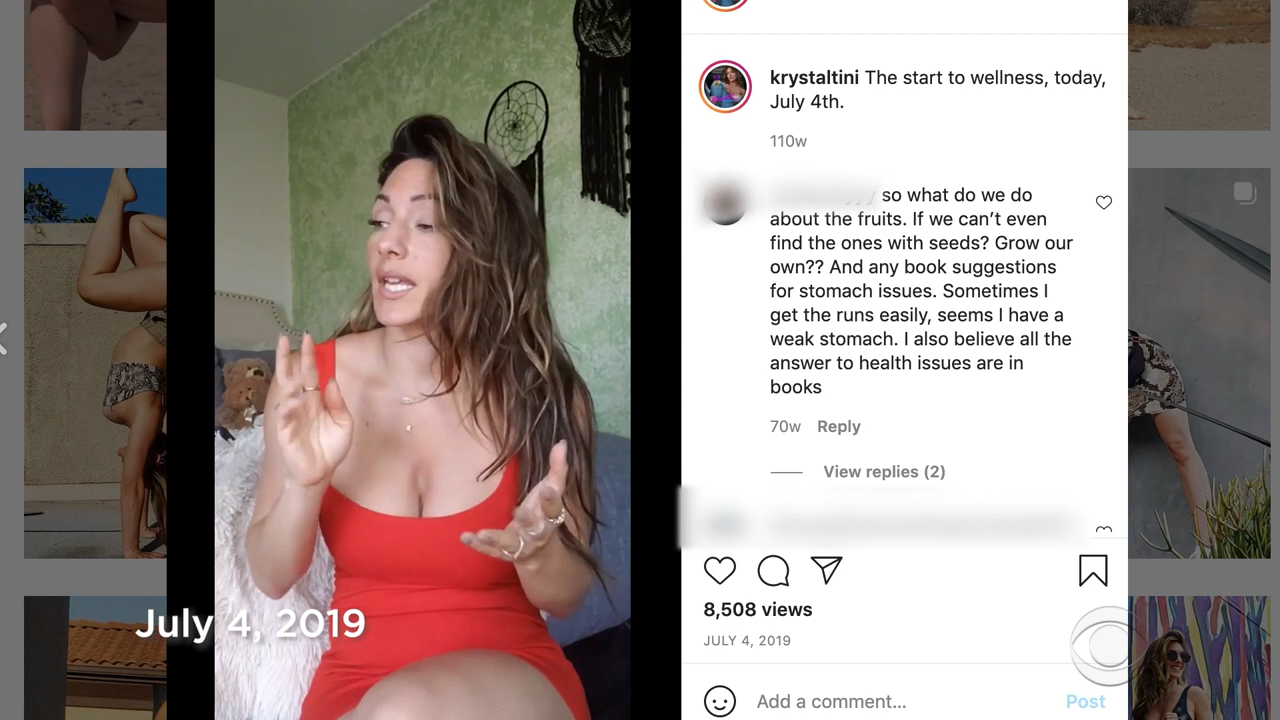 krystaltini The start to wellness, today,
July 4th.
110w
so what do we do
about the fruits. If we can’t even
find the ones with seeds? Grow our
own?? And any book suggestions
for stomach issues. Sometimes I
get the runs easily, seems I have a
weak stomach. I also believe all the
answer to health issues are in
books
70w Reply
View replies (2)
8,508 views
JULY 4, 2019
Add a comment... Post
July 4, 2019